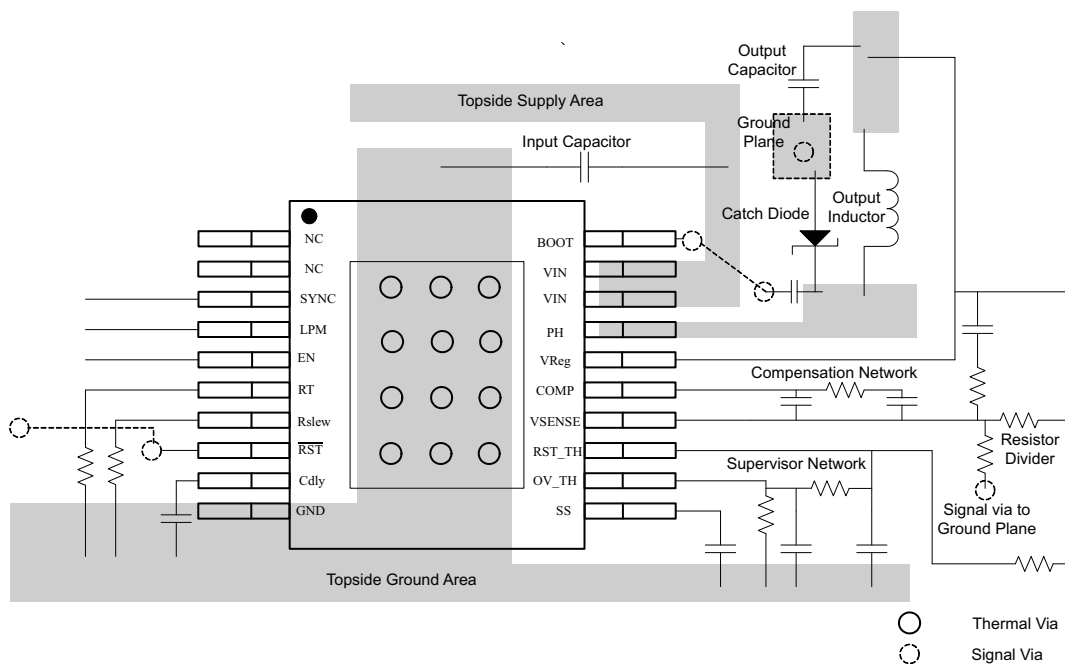 `
Output
Capacitor
Topside Supply Area
Ground
Plane
Input Capacitor
Catch Diode
Output
Inductor
NC
NC
SYNC
LPM
EN
RT
Rslew
RST
Cdly
GND
BOOT
VIN
VIN
PH
VReg
COMP
VSENSE
RST_TH
OV_TH
SS
Compensation Network
Resistor
Divider
Supervisor Network
Signal via to
Ground Plane
Topside Ground Area
Thermal Via
Signal Via